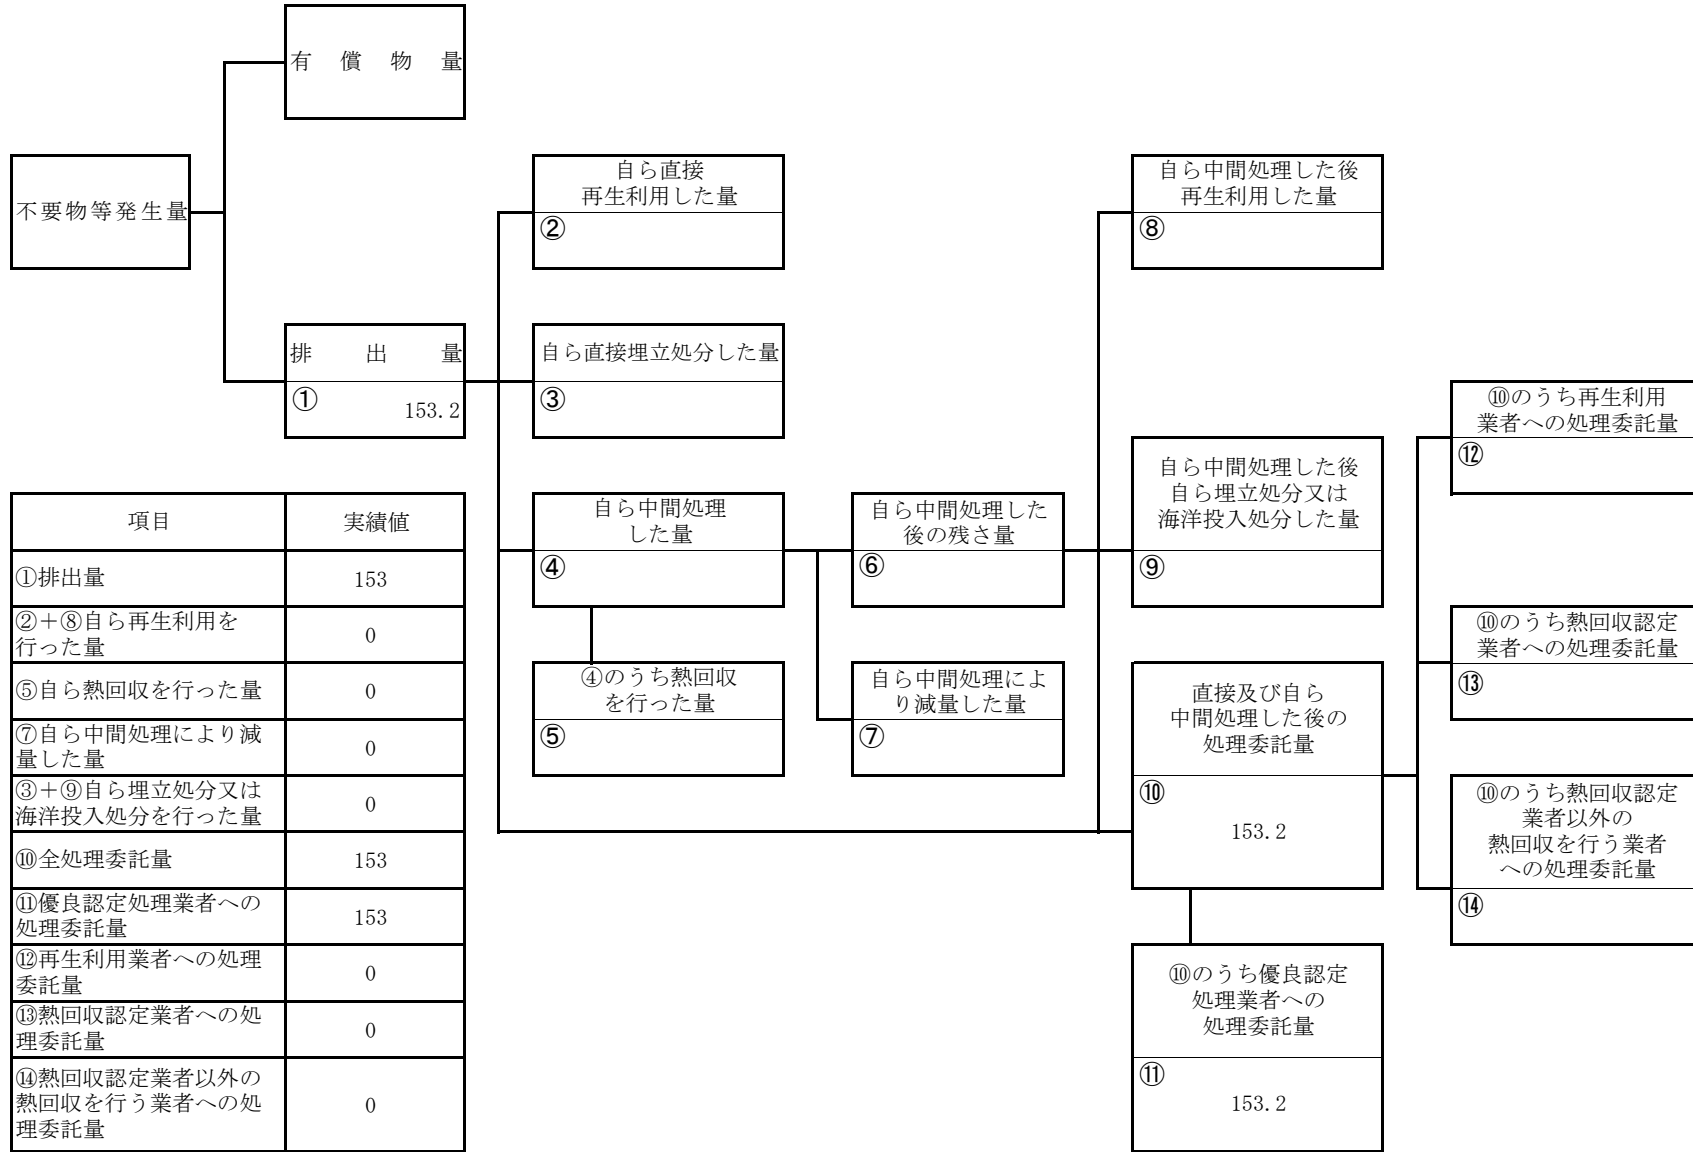 有償物量
不要物等発生量
排出量
①
153.2
自ら直接
再生利用した量
②
自ら直接埋立処分した量
③
自ら中間処理
した量
④
④のうち熱回収
を行った量
⑤
自ら中間処理した
後の残さ量
⑥
自ら中間処理によ
り減量した量
⑦
自ら中間処理した後
再生利用した量
⑧
自ら中間処理した後
自ら埋立処分又は
海洋投入処分した量
⑨
直接及び自ら
中間処理した後の
処理委託量
⑩
153.2
⑩のうち優良認定
処理業者への
処理委託量
⑪
153.2
⑩のうち再生利用
業者への処理委託量
⑫
⑩のうち熱回収認定
業者への処理委託量
⑬
⑩のうち熱回収認定
業者以外の
熱回収を行う業者
への処理委託量
⑭
項目 実績値
①排出量 153
②＋⑧自ら再生利用を
行った量 0
⑤自ら熱回収を行った量 0
⑦自ら中間処理により減
量した量 0
③＋⑨自ら埋立処分又は
海洋投入処分を行った量 0
⑩全処理委託量 153
⑪優良認定処理業者への
処理委託量 153
⑫再生利用業者への処理
委託量 0
⑬熱回収認定業者への処
理委託量 0
⑭熱回収認定業者以外の
熱回収を行う業者への処 0
理委託量